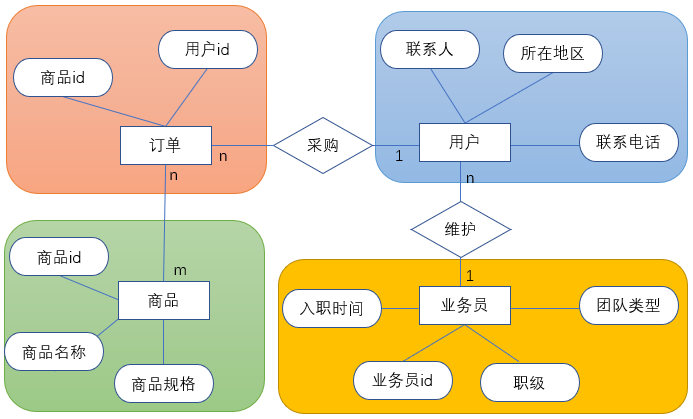 用户id
商品id
订单
n
n
采购
联系人
所在地区
联系电话
用户
1
n
维护
1
商品id
m
商品
商品名称
商品规格
入职时间
业务员
团队类型
业务员id
职级